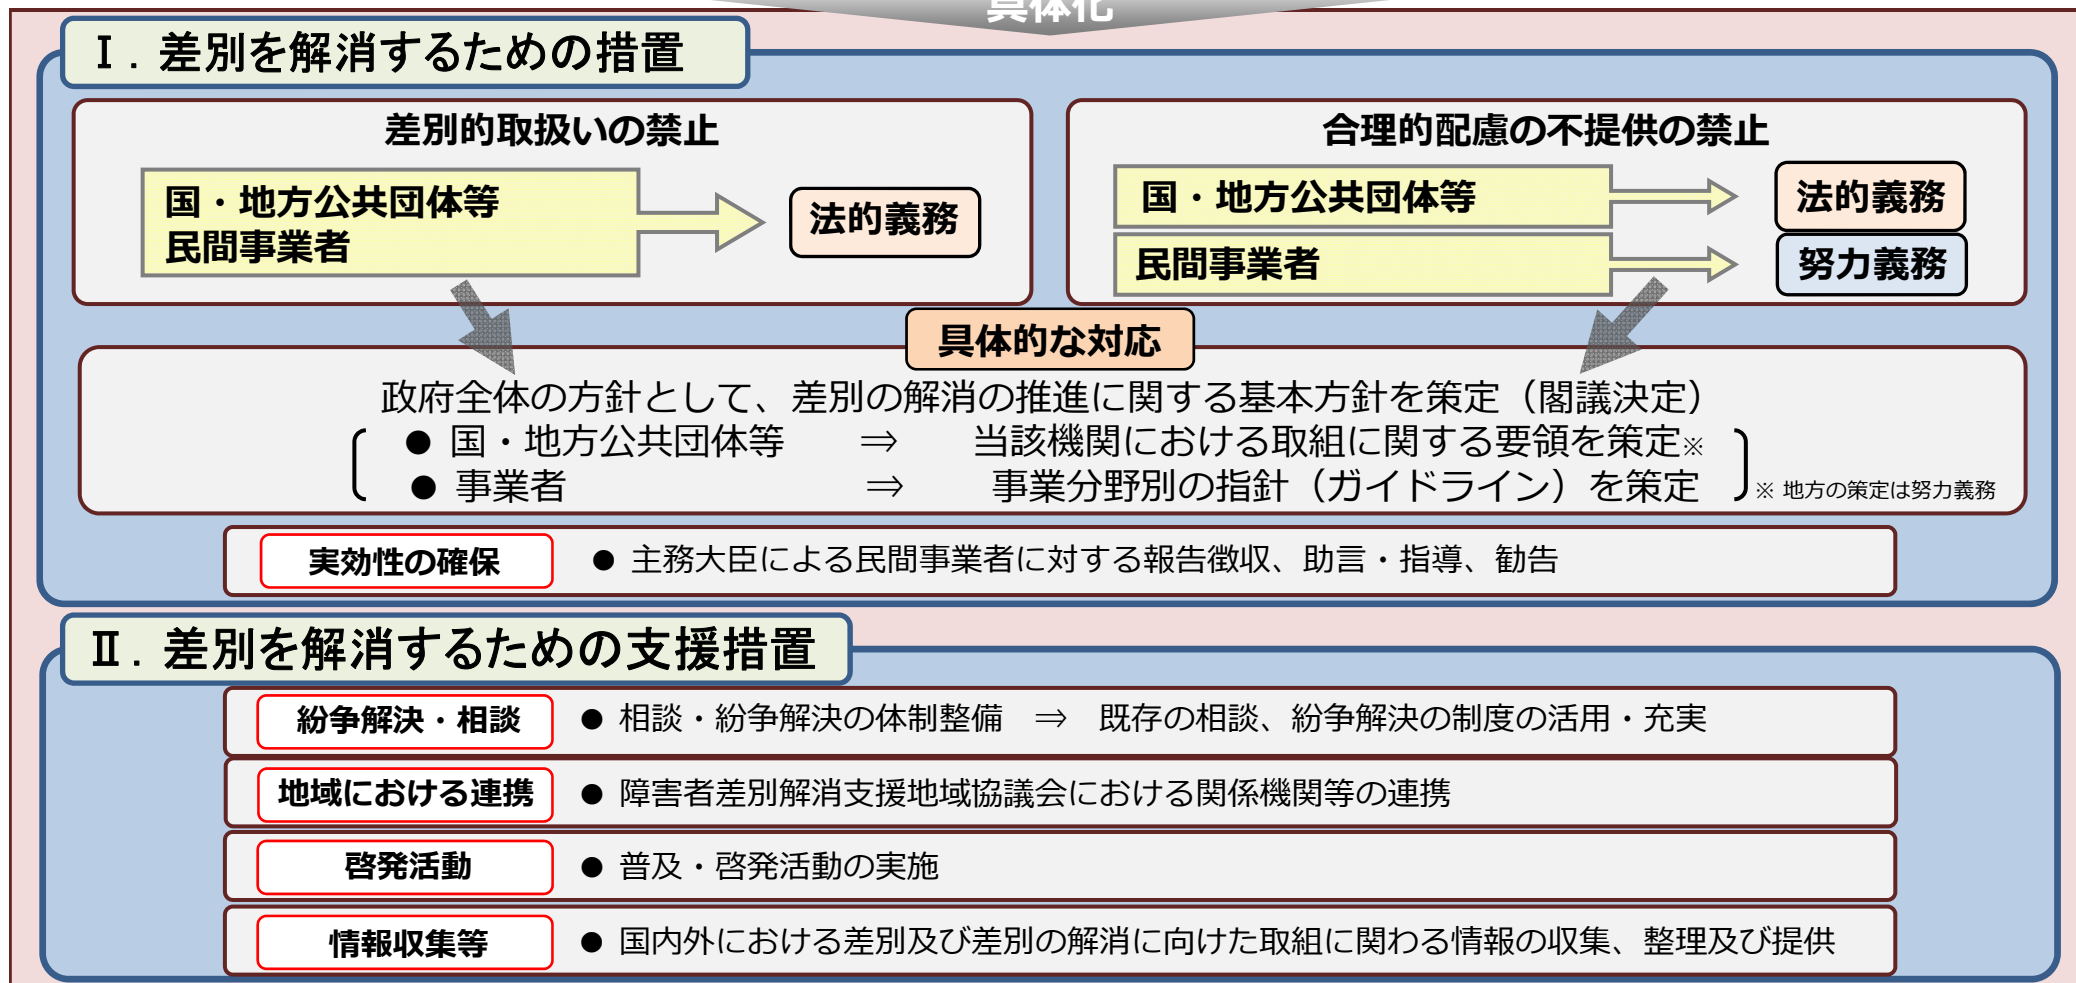 具体化
Ⅰ. 差別を解消するための措置
差別的取扱いの禁止
国・地方公共団体等
民間事業者
法的義務
合理的配慮の不提供の禁止
国・地方公共団体等
法的義務
民間事業者
努力義務
具体的な対応
政府全体の方針として、差別の解消の推進に関する基本方針を策定（閣議決定）
● 国・地方公共団体等 ⇒ 当該機関における取組に関する要領を策定※
● 事業者 ⇒ 事業分野別の指針（ガイドライン）を策定
※ 地方の策定は努力義務
実効性の確保 ● 主務大臣による民間事業者に対する報告徴収、助言・指導、勧告
Ⅱ. 差別を解消するための支援措置
紛争解決・相談 ● 相談・紛争解決の体制整備 ⇒ 既存の相談、紛争解決の制度の活用・充実
地域における連携 ● 障害者差別解消支援地域協議会における関係機関等の連携
啓発活動 ● 普及・啓発活動の実施
情報収集等 ● 国内外における差別及び差別の解消に向けた取組に関わる情報の収集、整理及び提供